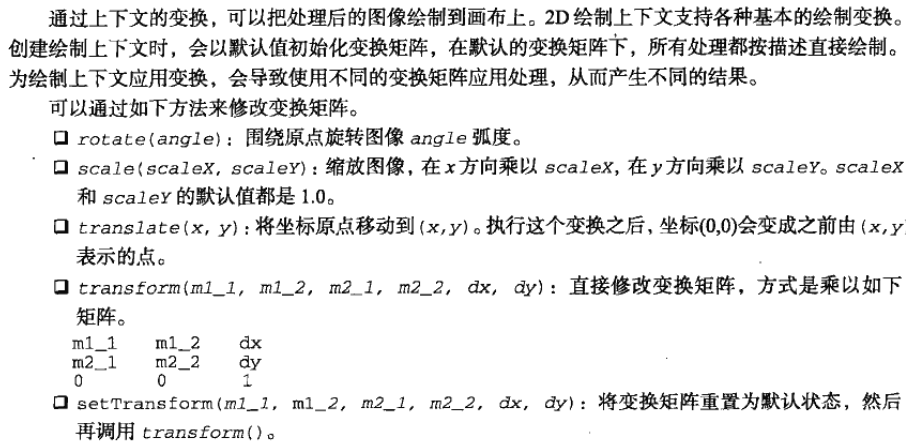 通过上下文的变换，可以把处理后的图像绘制到画布上。2D 绘制上下文支持各种基本的绘制变换。
创建绘制上下文时，会以默认值初始化变换矩阵，在默认的变换矩阵下，所有处理都按描述直接绘制。
为绘制上下文应用变换，会导致使用不同的变换矩阵应用处理，从而产生不同的结果。
可以通过如下方法来修改变换矩阵。
❑ rotate(angle)：围绕原点旋转图像 angle 弧度。
❑ scale(scaleX, scaleY)：缩放图像，在 x 方向乘以 scaleX，在 y 方向乘以 scaleY。scaleX
和 scaleY 的默认值都是 1.0。
❑ translate(x, y)：将坐标原点移动到(x,y)。执行这个变换之后，坐标(0,0)会变成之前由(x,y)
表示的点。
❑ transform(m1_1, m1_2, m2_1, m2_2, dx, dy)：直接修改变换矩阵，方式是乘以如下
矩阵。
m1_1 m1_2 dx
m2_1 m2_2 dy
0 0 1
❑ setTransform(m1_1, m1_2, m2_1, m2_2, dx, dy)：将变换矩阵重置为默认状态，然后
再调用 transform()。